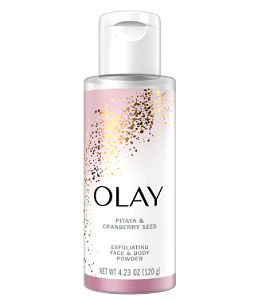 OLAY
PITAYA &
CRANBERRY SEED
EXFOLIATING
FACE & BODY
POWDER
NET WT 4.23 OZ (120 g)